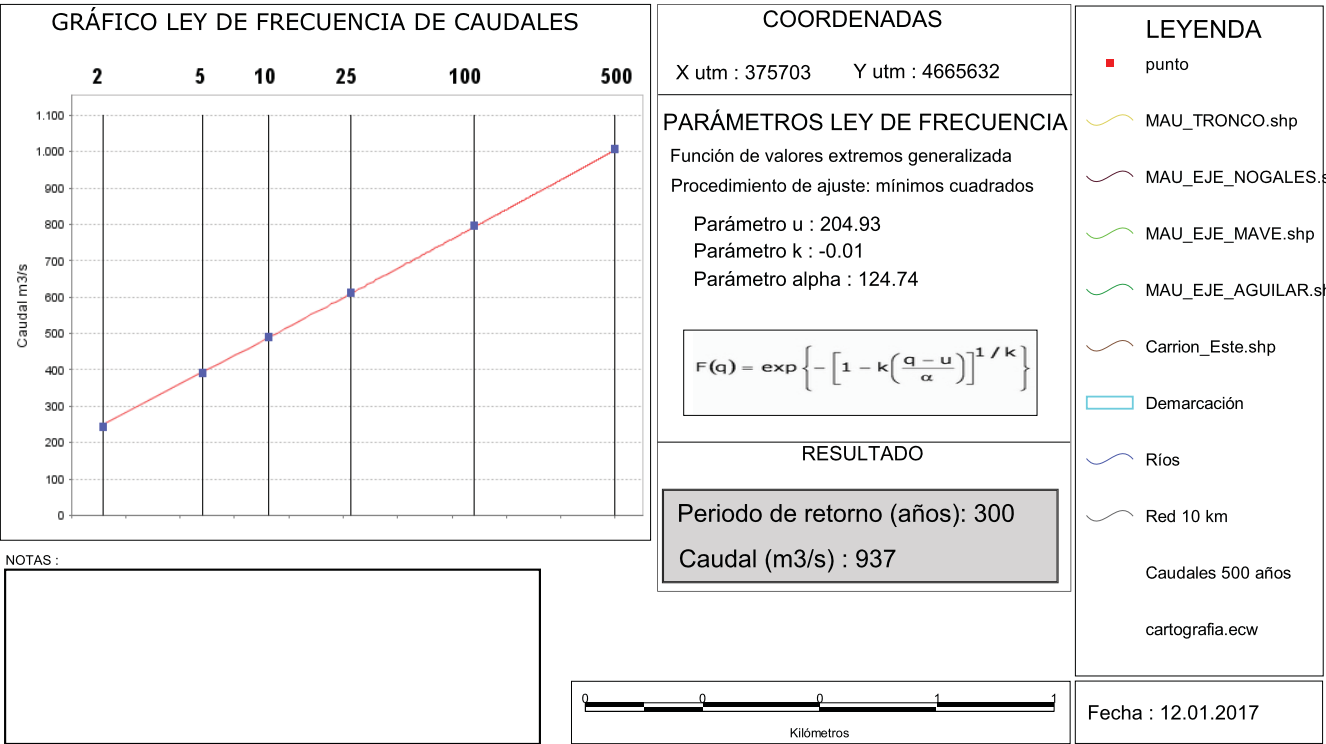 GRÁFICO LEY DE FRECUENCIA DE CAUDALES
2 5 10 25 100 500
1.100
1.000
900
800
700
600
500
400
300
200
100
0
Caudal m3/s
NOTAS :
COORDENADAS
X utm : 375703 Y utm : 4665632
PARÁMETROS LEY DE FRECUENCIA
Función de valores extremos generalizada
Procedimiento de ajuste: mínimos cuadrados
Parámetro u : 204.93
Parámetro k : -0.01
Parámetro alpha : 124.74
F(q) = exp{-[1 - k((q - u)/α)]^1/k}
RESULTADO
Periodo de retorno (años): 300
Caudal (m3/s) : 937
0 0 0 1 1
Kilómetros
LEYENDA
punto
MAU_TRONCO.shp
MAU_EJE_NOGALES.s
MAU_EJE_MAVE.shp
MAU_EJE_AGUILAR.sh
Carrion_Este.shp
Demarcación
Ríos
Red 10 km
Caudales 500 años
cartografia.ecw
Fecha : 12.01.2017